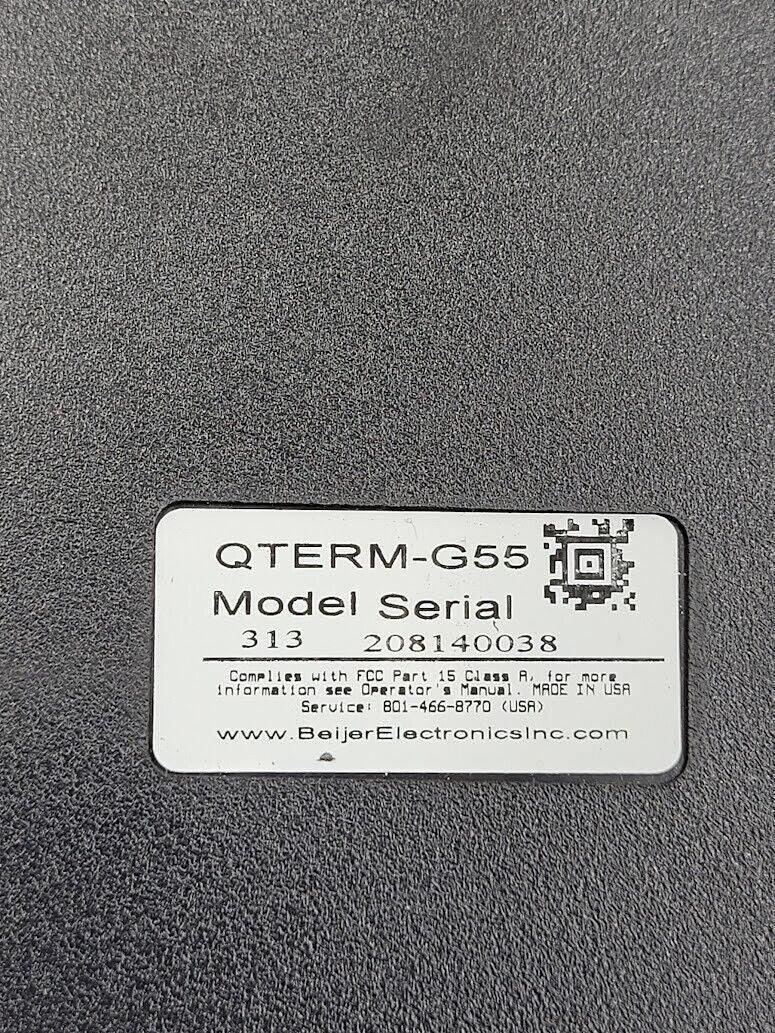 QTERM-G55
Model Serial
313 208140038
Complies with FCC Part 15 Class A, for more
information see Operator's Manual. MADE IN USA
Service: 801-466-8770 (USA)
www.BeijerElectronicsInc.com